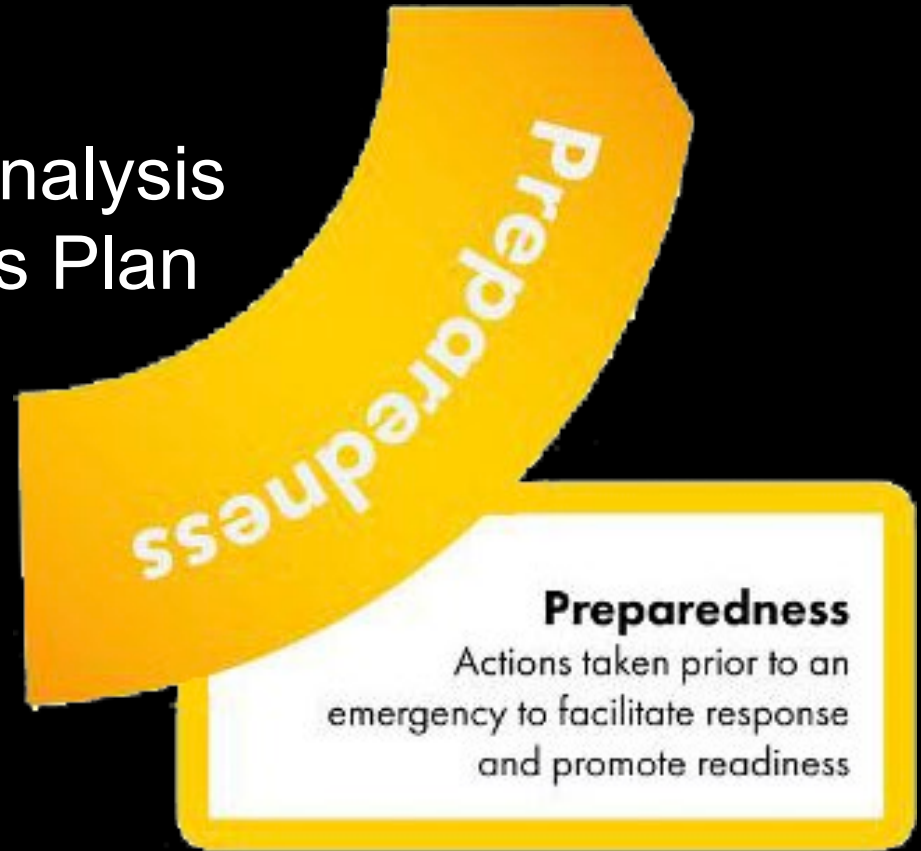 nalysis
s Plan
Preparedness
Preparedness
Actions taken prior to an
emergency to facilitate response
and promote readiness